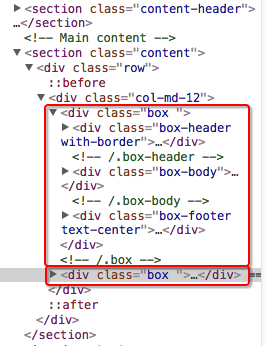 ▶<section class="content-header">
…</section>
<!-- Main content -->
▼<section class="content">
▼<div class="row">
::before
▼<div class="col-md-12">
▼<div class="box ">
▶<div class="box-header
with-border">…</div>
<!-- /.box-header -->
▶<div class="box-body">…
</div>
<!-- /.box-body -->
▶<div class="box-footer
text-center">…</div>
</div>
<!-- /.box -->
▶<div class="box ">…</div> ==
</div>
::after
</div>
</section>